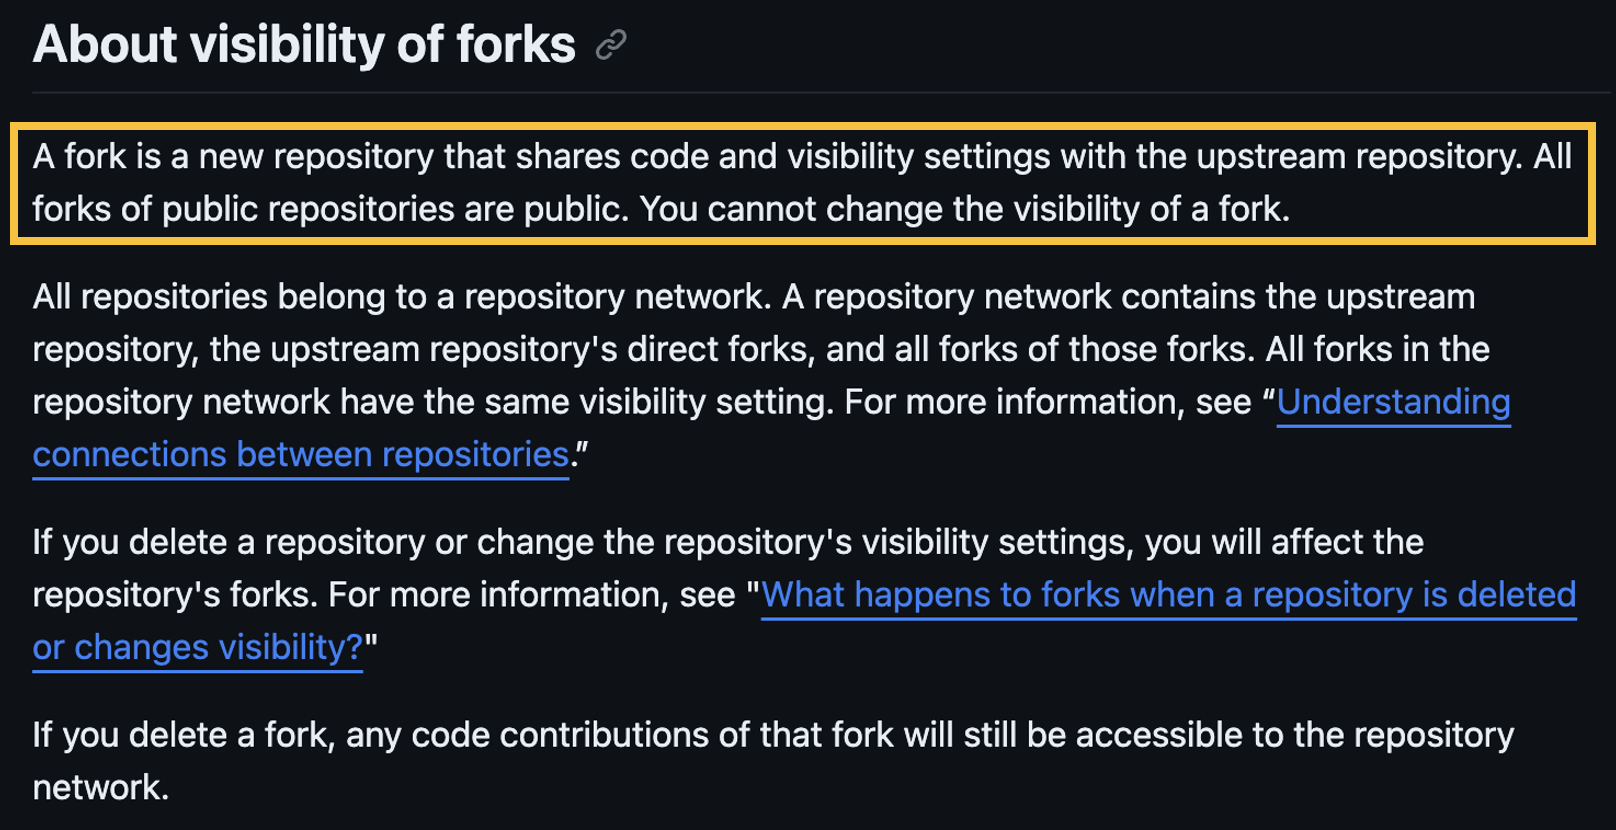 About visibility of forks
A fork is a new repository that shares code and visibility settings with the upstream repository. All
forks of public repositories are public. You cannot change the visibility of a fork.
All repositories belong to a repository network. A repository network contains the upstream
repository, the upstream repository's direct forks, and all forks of those forks. All forks in the
repository network have the same visibility setting. For more information, see “Understanding
connections between repositories.”
If you delete a repository or change the repository's visibility settings, you will affect the
repository's forks. For more information, see "What happens to forks when a repository is deleted
or changes visibility?"
If you delete a fork, any code contributions of that fork will still be accessible to the repository
network.